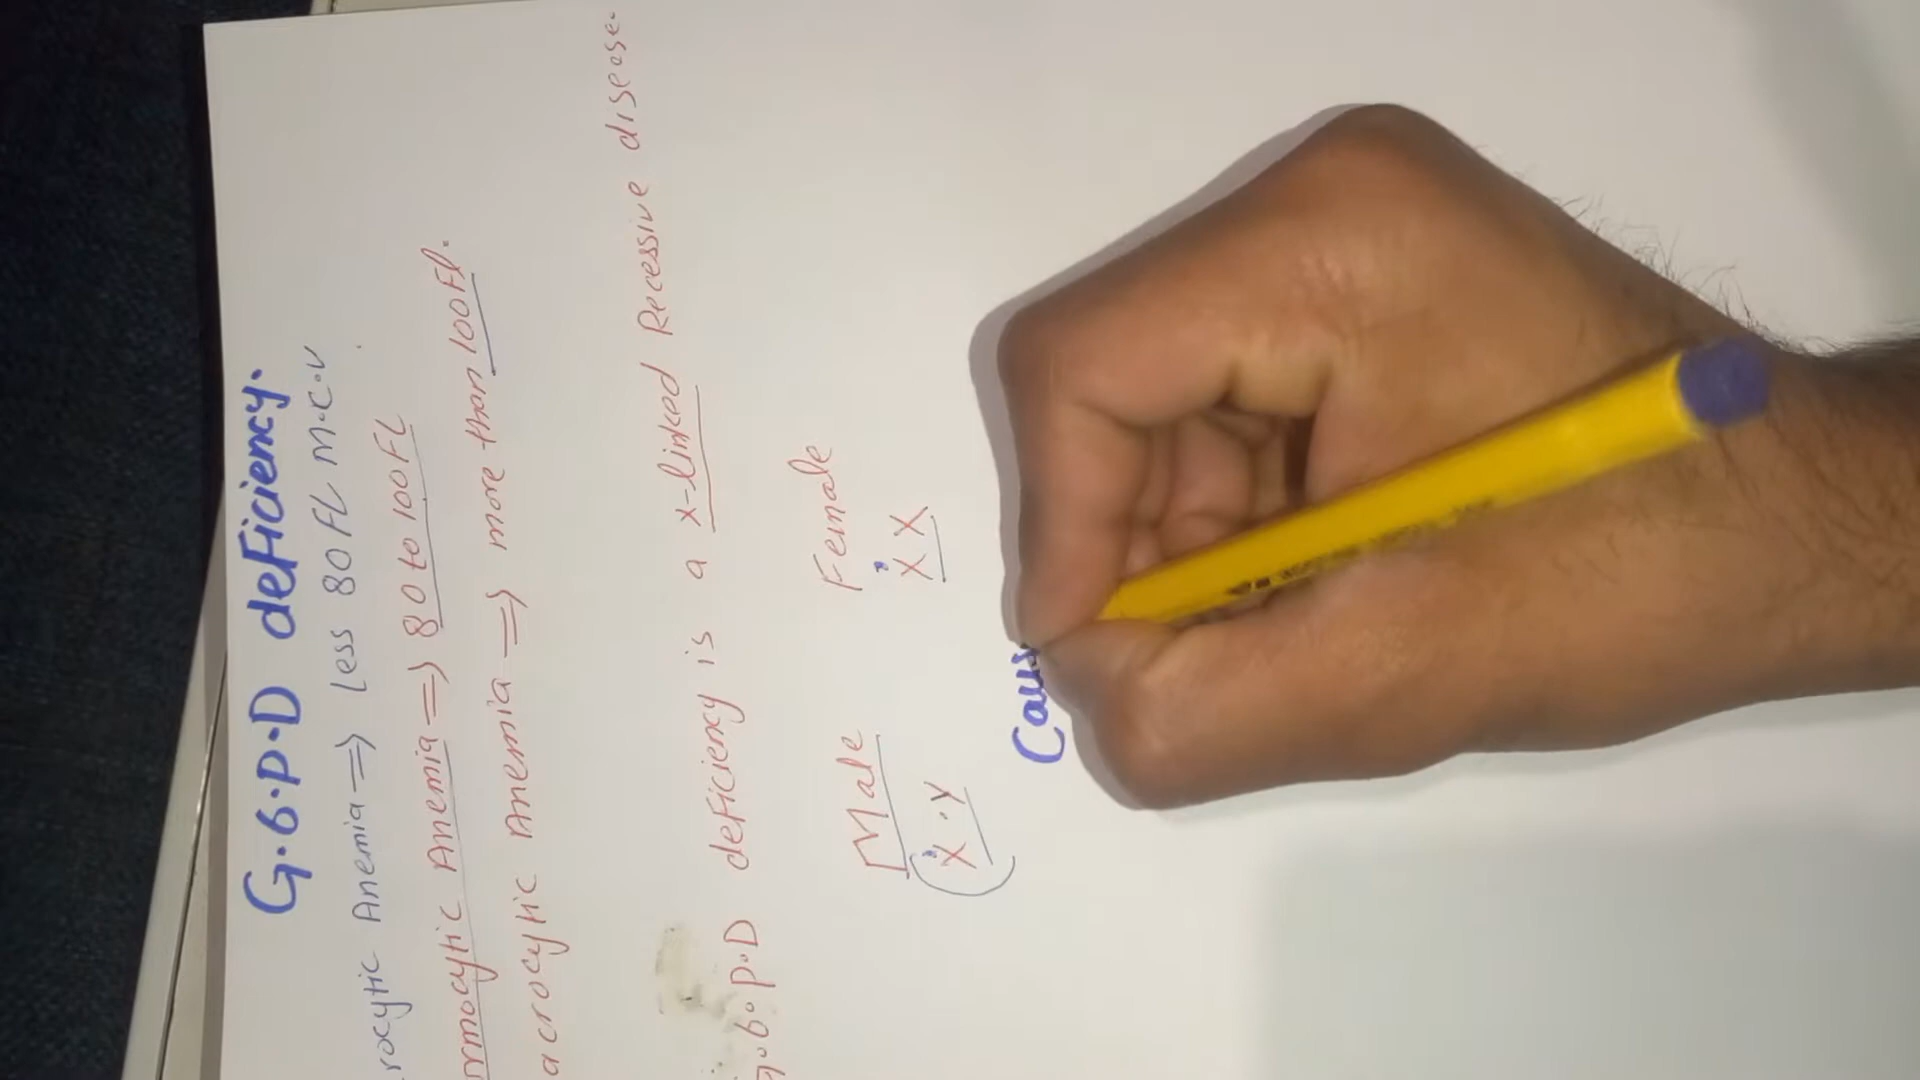 G.6.P.D deficiency.
rocytic Anemia => less 80 FL M.C.V
rmocytic Anemia => 80 to 100 FL
acrocytic Anemia => more than 100 Fl.
G.6.P.D deficiency is a x-linked Recessive disease.
Male Female
X.Y X X
Caus